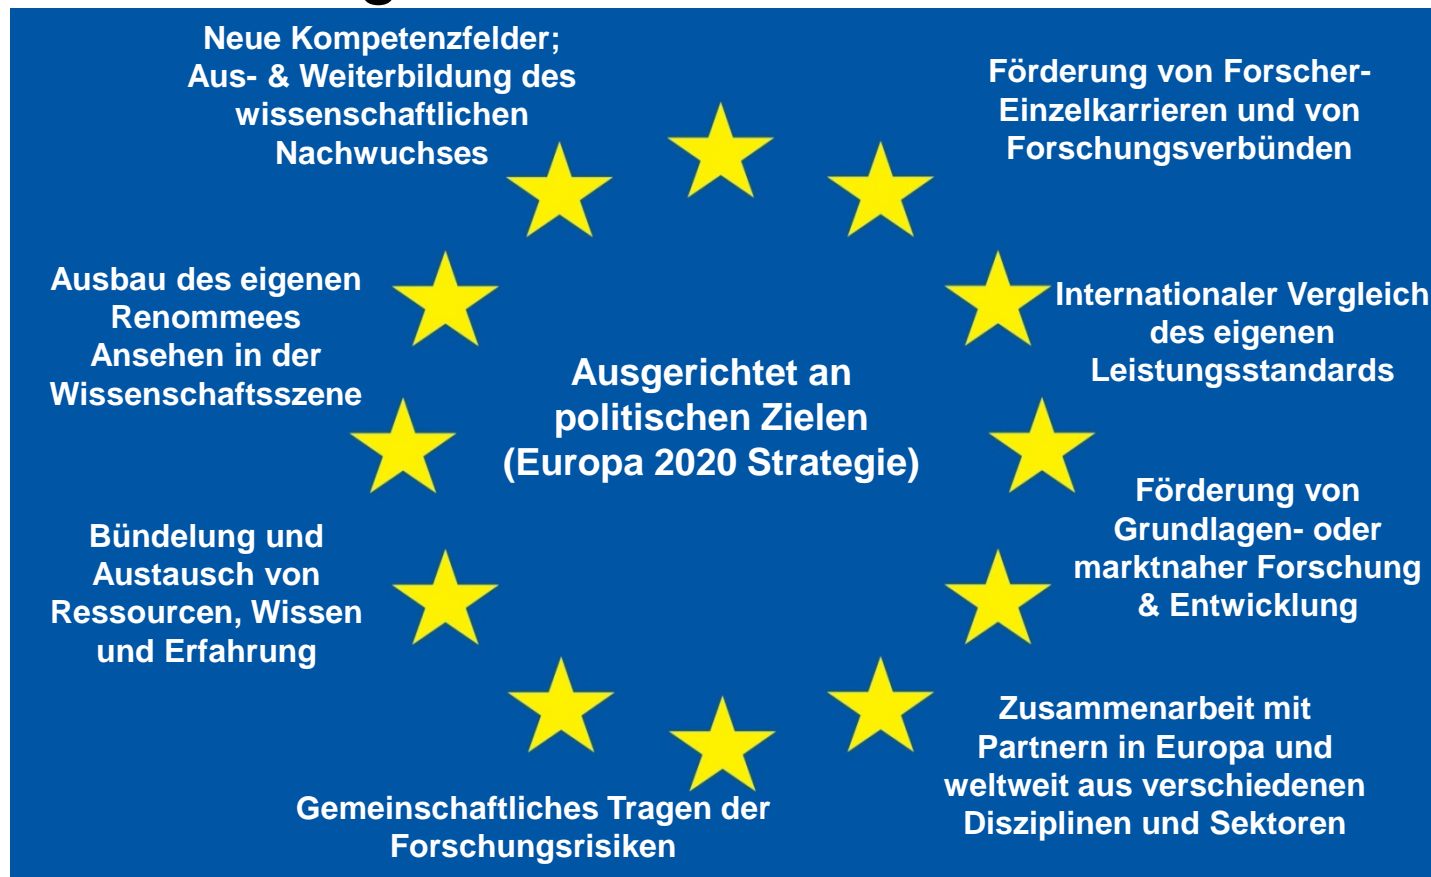 Neue Kompetenzfelder;
Aus- & Weiterbildung des
wissenschaftlichen
Nachwuchses
Förderung von Forscher-
Einzelkarrieren und von
Forschungsverbünden
Ausbau des eigenen
Renommees
Ansehen in der
Wissenschaftsszene
Internationaler Vergleich
des eigenen
Leistungsstandards
Ausgerichtet an
politischen Zielen
(Europa 2020 Strategie)
Bündelung und
Austausch von
Ressourcen, Wissen
und Erfahrung
Förderung von
Grundlagen- oder
marktnaher Forschung
& Entwicklung
Gemeinschaftliches Tragen der
Forschungsrisiken
Zusammenarbeit mit
Partnern in Europa und
weltweit aus verschiedenen
Disziplinen und Sektoren